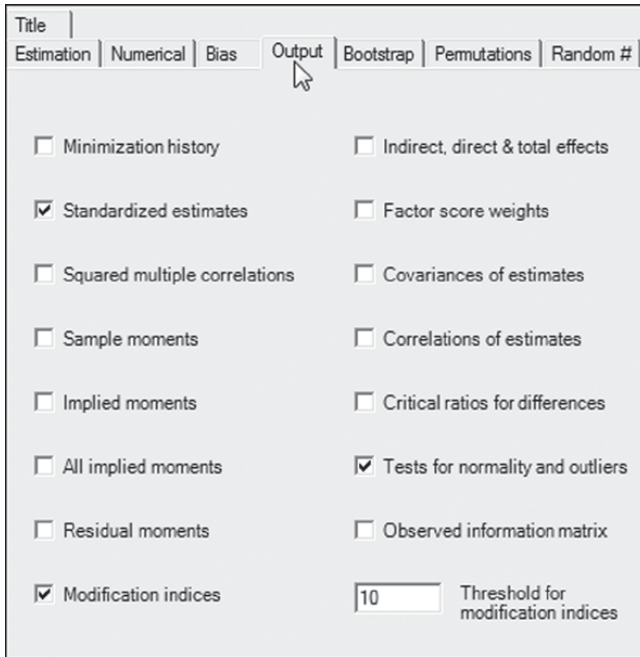 Title
Estimation Numerical Bias Output Bootstrap Permutations Random #
Minimization history
Indirect, direct & total effects
Standardized estimates
Factor score weights
Squared multiple correlations
Covariances of estimates
Sample moments
Correlations of estimates
Implied moments
Critical ratios for differences
All implied moments
Tests for normality and outliers
Residual moments
Observed information matrix
Modification indices
10
Threshold for
modification indices